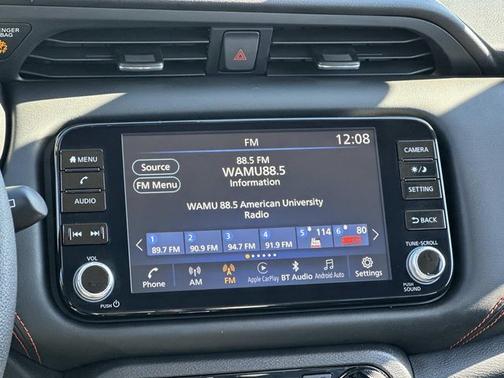 PASSENGER
BAG
FM
12:08
MENU
Source
88.5 FM
WAMU88.5
FM Menu
Information
AUDIO
WAMU 88.5 American University
Radio
1 2 3 4 5 114 6 80
89.7 FM 90.9 FM 94.7 FM 91.9 FM
VOL
Phone AM FM Apple CarPlay BT Audio Android Auto Settings
PUSH
CAMERA
SETTING
BACK
TUNE·SCROLL
PUSH
SOUND